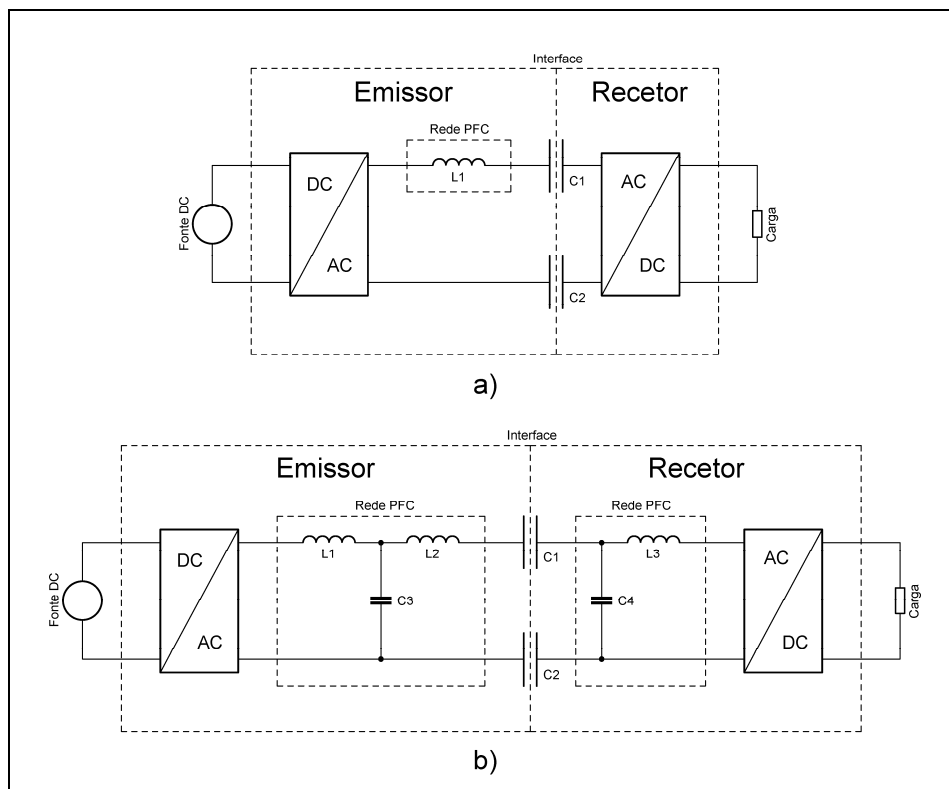 Interface
Emissor
Recetor
Rede PFC
L1
C1
DC
AC
AC
DC
Fonte DC
Carga
C2
a)
Interface
Emissor
Recetor
Rede PFC
Rede PFC
L1
L2
C1
L3
DC
AC
AC
DC
Fonte DC
C3
C4
Carga
C2
b)